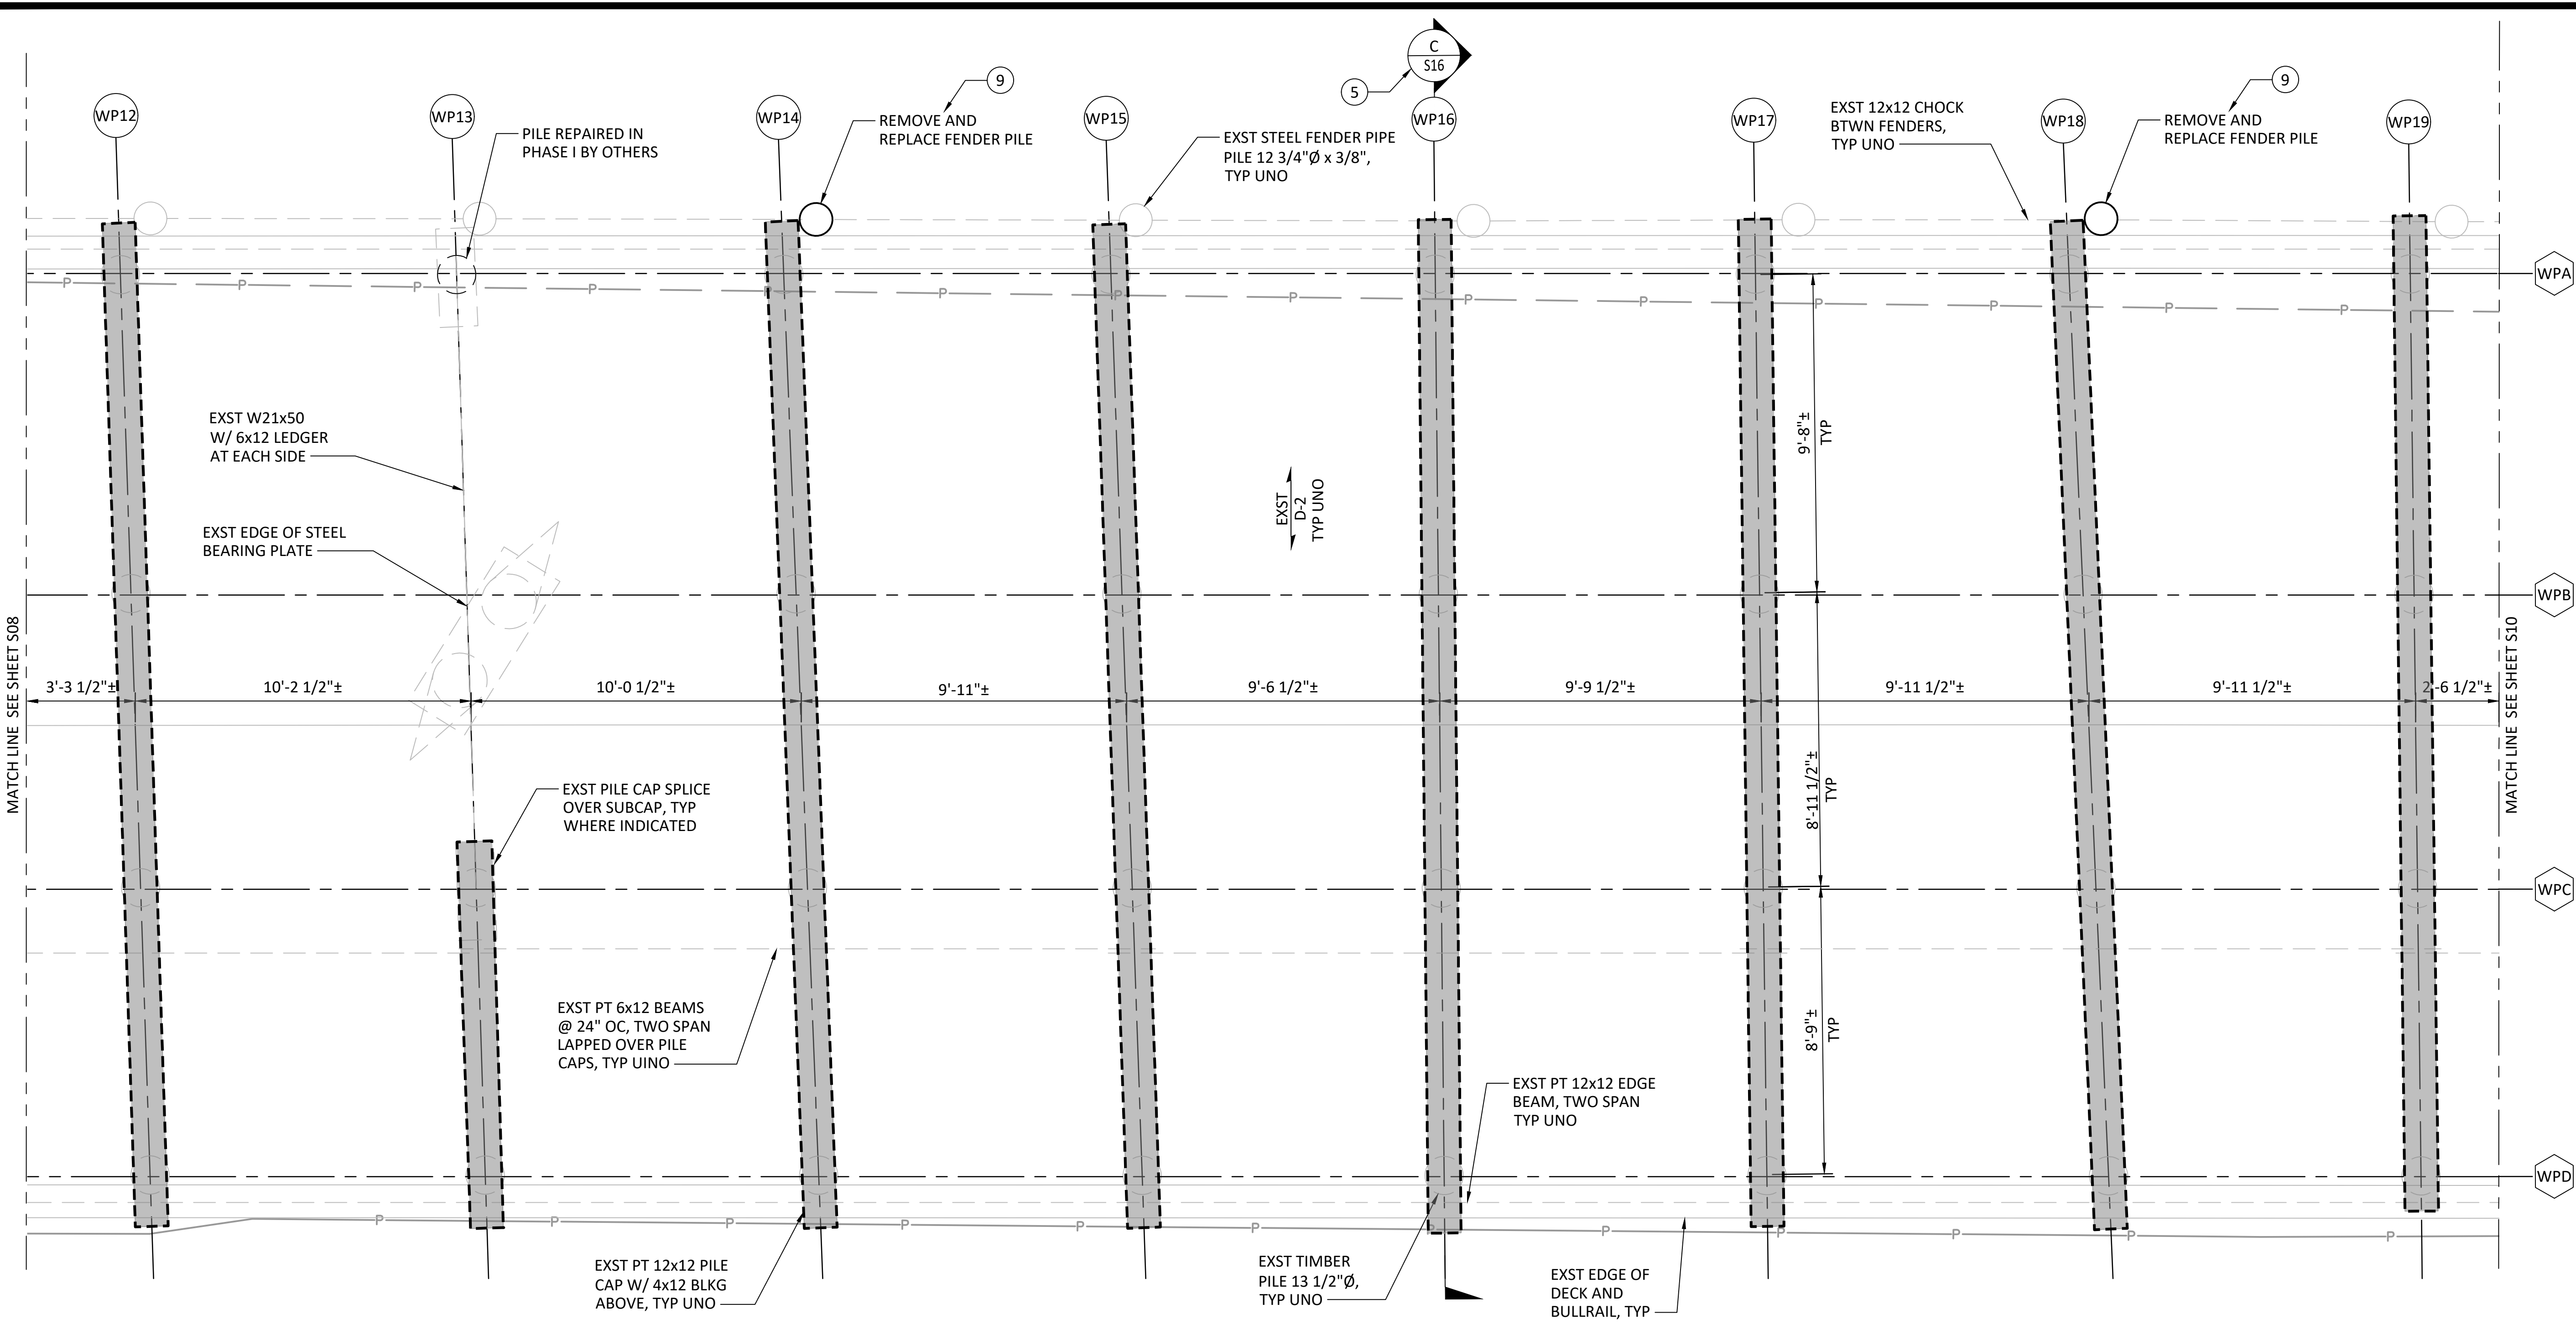 C
S16
5
9
9
WP12
WP13
WP14
WP15
WP16
WP17
WP18
WP19
PILE REPAIRED IN
PHASE I BY OTHERS
REMOVE AND
REPLACE FENDER PILE
EXST STEEL FENDER PIPE
PILE 12 3/4"Ø x 3/8",
TYP UNO
EXST 12x12 CHOCK
BTWN FENDERS,
TYP UNO
REMOVE AND
REPLACE FENDER PILE
WPA
P P P P P P P P P P P P P P
EXST W21x50
W/ 6x12 LEDGER
AT EACH SIDE
9'-8"±
TYP
EXST
D-2
TYP UNO
EXST EDGE OF STEEL
BEARING PLATE
WPB
MATCH LINE SEE SHEET S08
MATCH LINE SEE SHEET S10
3'-3 1/2"±
10'-2 1/2"±
10'-0 1/2"±
9'-11"±
9'-6 1/2"±
9'-9 1/2"±
9'-11 1/2"±
9'-11 1/2"±
2'-6 1/2"±
EXST PILE CAP SPLICE
OVER SUBCAP, TYP
WHERE INDICATED
8'-11 1/2"±
TYP
WPC
EXST PT 6x12 BEAMS
@ 24" OC, TWO SPAN
LAPPED OVER PILE
CAPS, TYP UINO
8'-9"±
TYP
EXST PT 12x12 EDGE
BEAM, TWO SPAN
TYP UNO
WPD
P P P P P P P P P P P P
EXST PT 12x12 PILE
CAP W/ 4x12 BLKG
ABOVE, TYP UNO
EXST TIMBER
PILE 13 1/2"Ø,
TYP UNO
EXST EDGE OF
DECK AND
BULLRAIL, TYP